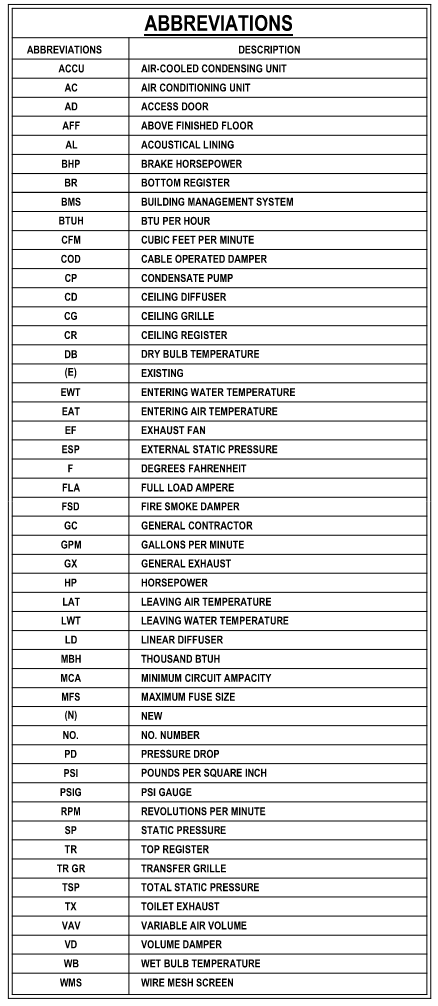 ABBREVIATIONS
ABBREVIATIONS DESCRIPTION
ACCU AIR-COOLED CONDENSING UNIT
AC AIR CONDITIONING UNIT
AD ACCESS DOOR
AFF ABOVE FINISHED FLOOR
AL ACOUSTICAL LINING
BHP BRAKE HORSEPOWER
BR BOTTOM REGISTER
BMS BUILDING MANAGEMENT SYSTEM
BTUH BTU PER HOUR
CFM CUBIC FEET PER MINUTE
COD CABLE OPERATED DAMPER
CP CONDENSATE PUMP
CD CEILING DIFFUSER
CG CEILING GRILLE
CR CEILING REGISTER
DB DRY BULB TEMPERATURE
(E) EXISTING
EWT ENTERING WATER TEMPERATURE
EAT ENTERING AIR TEMPERATURE
EF EXHAUST FAN
ESP EXTERNAL STATIC PRESSURE
F DEGREES FAHRENHEIT
FLA FULL LOAD AMPERE
FSD FIRE SMOKE DAMPER
GC GENERAL CONTRACTOR
GPM GALLONS PER MINUTE
GX GENERAL EXHAUST
HP HORSEPOWER
LAT LEAVING AIR TEMPERATURE
LWT LEAVING WATER TEMPERATURE
LD LINEAR DIFFUSER
MBH THOUSAND BTUH
MCA MINIMUM CIRCUIT AMPACITY
MFS MAXIMUM FUSE SIZE
(N) NEW
NO. NO. NUMBER
PD PRESSURE DROP
PSI POUNDS PER SQUARE INCH
PSIG PSI GAUGE
RPM REVOLUTIONS PER MINUTE
SP STATIC PRESSURE
TR TOP REGISTER
TR GR TRANSFER GRILLE
TSP TOTAL STATIC PRESSURE
TX TOILET EXHAUST
VAV VARIABLE AIR VOLUME
VD VOLUME DAMPER
WB WET BULB TEMPERATURE
WMS WIRE MESH SCREEN